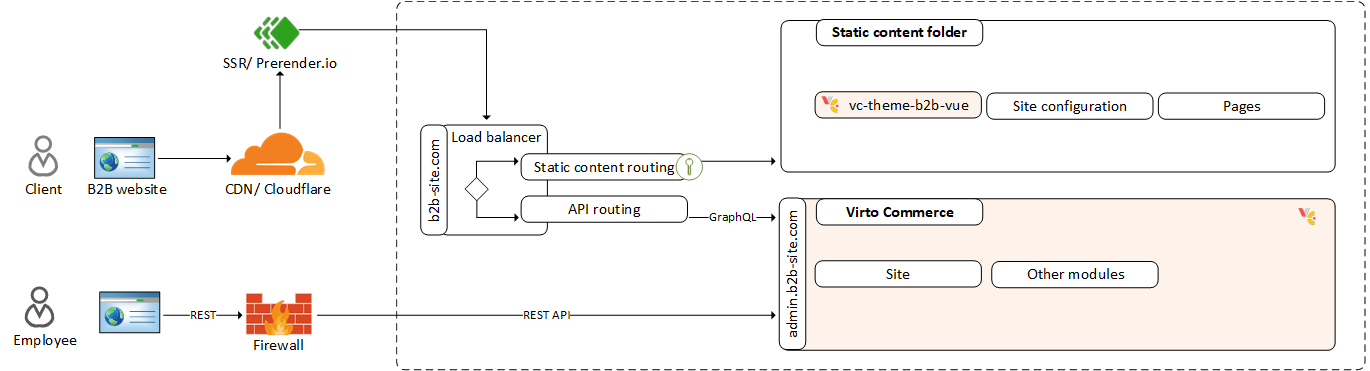 Static content folder
SSR/ Prerender.io
vc-theme-b2b-vue
Site configuration
Pages
Load balancer
b2b-site.com
Static content routing
API routing
GraphQL
Client
B2B website
CDN/ Cloudflare
Virto Commerce
admin.b2b-site.com
Site
Other modules
REST
REST API
Employee
Firewall